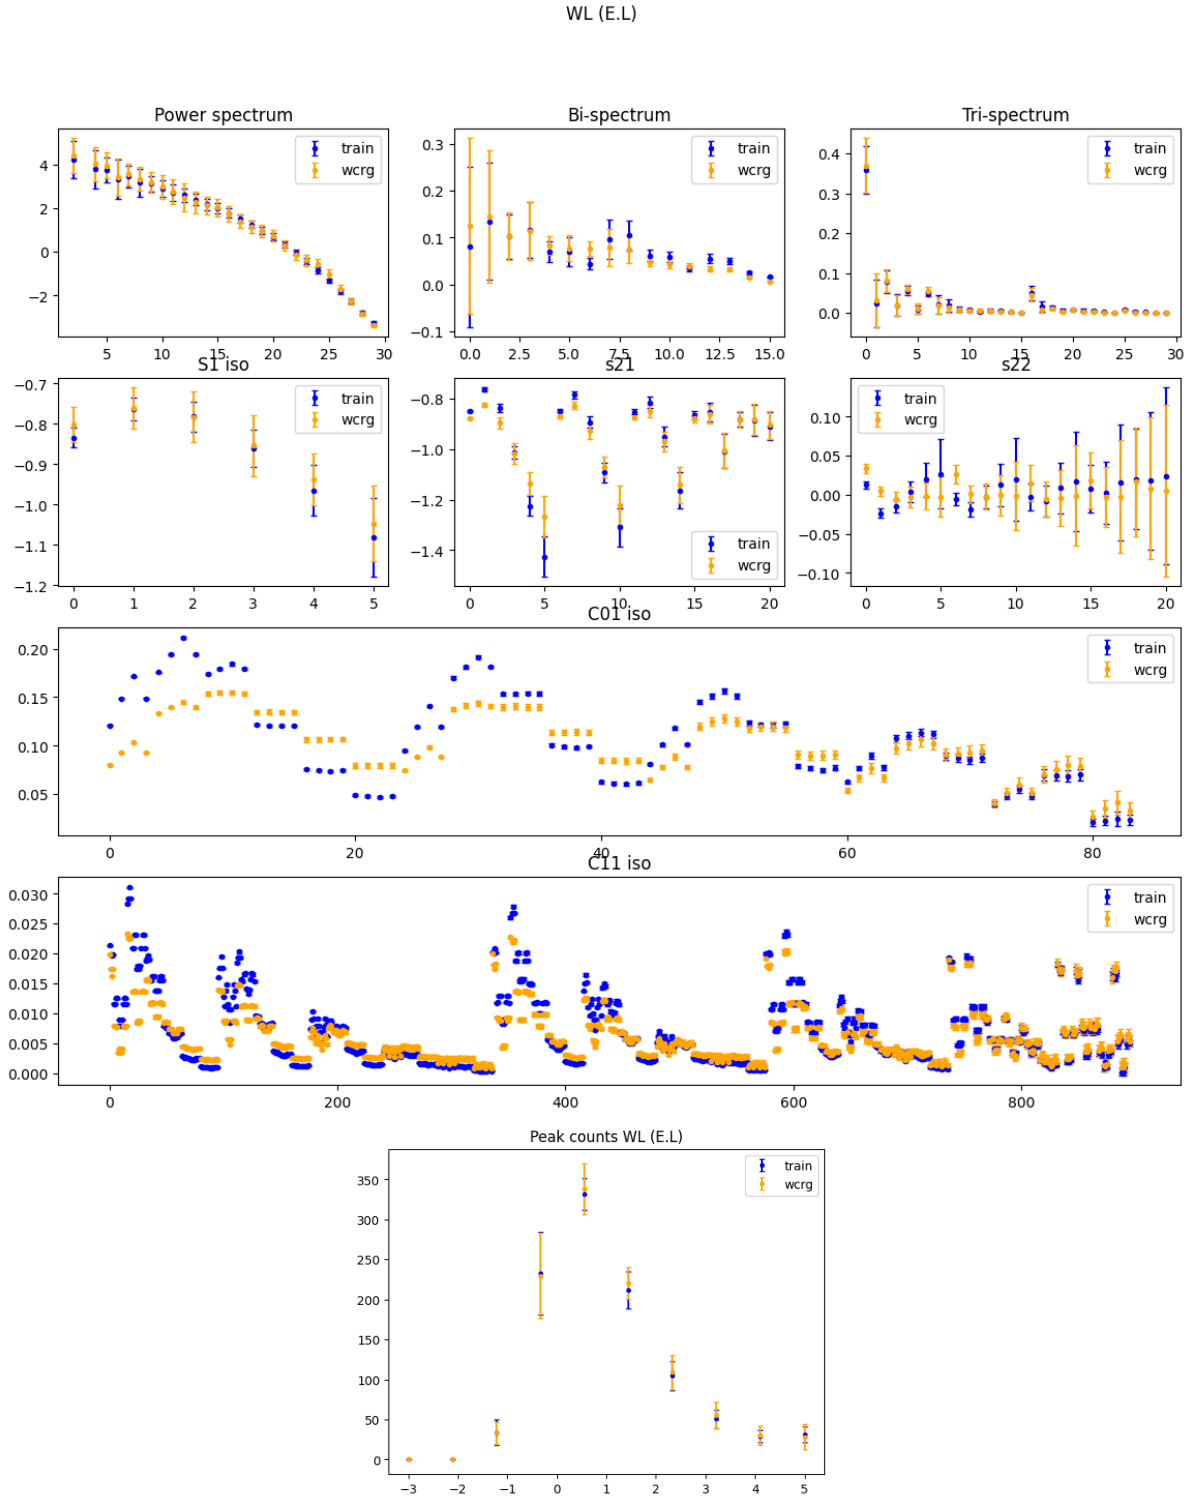 WL (E.L)
Power spectrum
Bi-spectrum
Tri-spectrum
train
wcrg
train
wcrg
train
wcrg
4
2
0
−2
0.3
0.2
0.1
0.0
−0.1
0.4
0.3
0.2
0.1
0.0
5 10 15 20 25 30
0.0 2.5 5.0 7.5 10.0 12.5 15.0
0 5 10 15 20 25 30
S1 iso
s21
s22
train
wcrg
train
wcrg
train
wcrg
−0.7
−0.8
−0.9
−1.0
−1.1
−1.2
−0.8
−1.0
−1.2
−1.4
0.10
0.05
0.00
−0.05
−0.10
0 1 2 3 4 5
0 5 10 15 20
0 5 10 15 20
C01 iso
train
wcrg
0.20
0.15
0.10
0.05
0 20 40 60 80
C11 iso
train
wcrg
0.030
0.025
0.020
0.015
0.010
0.005
0.000
0 200 400 600 800
Peak counts WL (E.L)
train
wcrg
350
300
250
200
150
100
50
0
−3 −2 −1 0 1 2 3 4 5